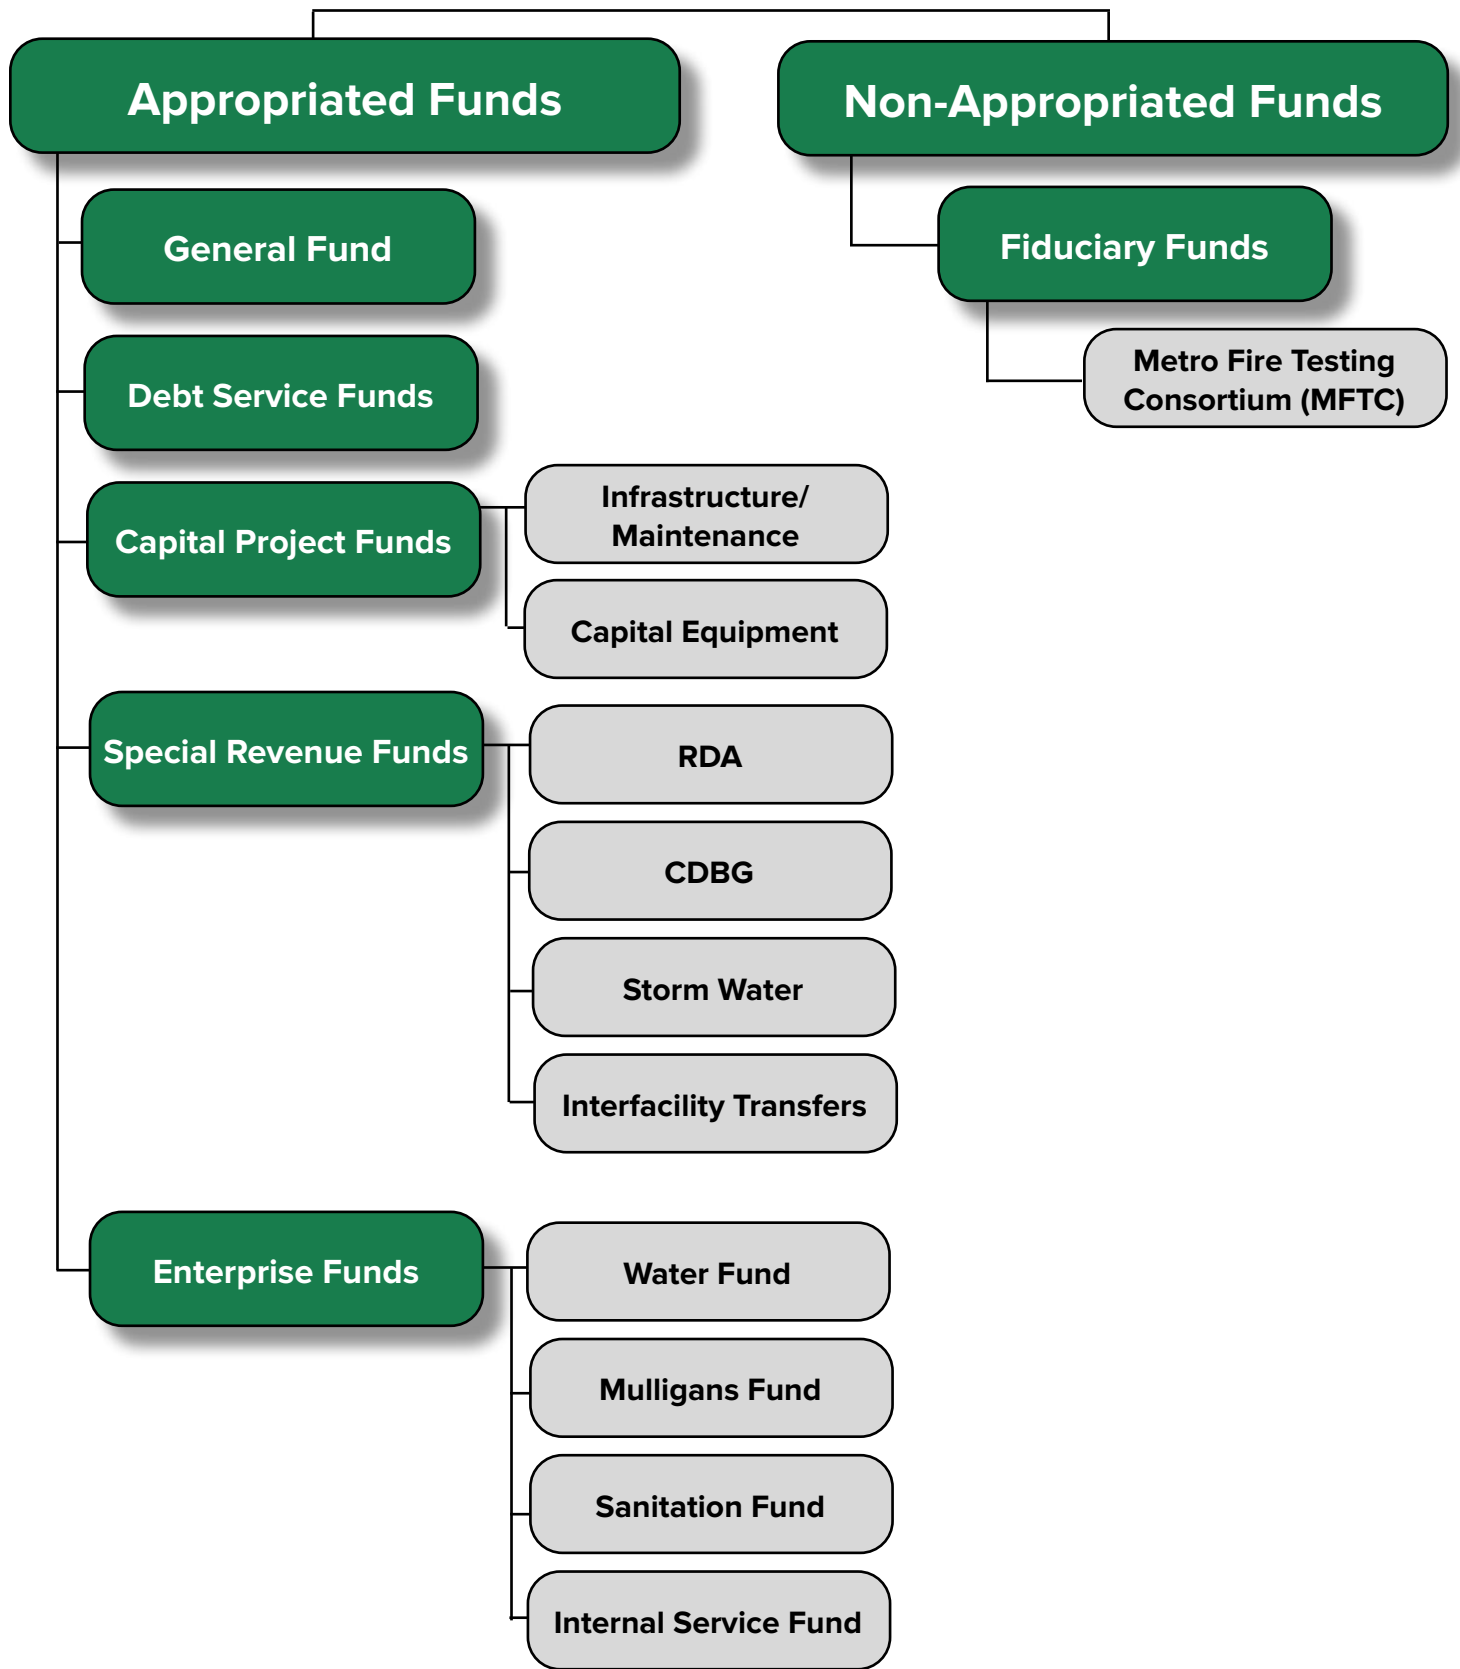 Appropriated Funds
Non-Appropriated Funds
General Fund
Fiduciary Funds
Metro Fire Testing
Consortium (MFTC)
Debt Service Funds
Capital Project Funds
Infrastructure/
Maintenance
Capital Equipment
Special Revenue Funds
RDA
CDBG
Storm Water
Interfacility Transfers
Enterprise Funds
Water Fund
Mulligans Fund
Sanitation Fund
Internal Service Fund